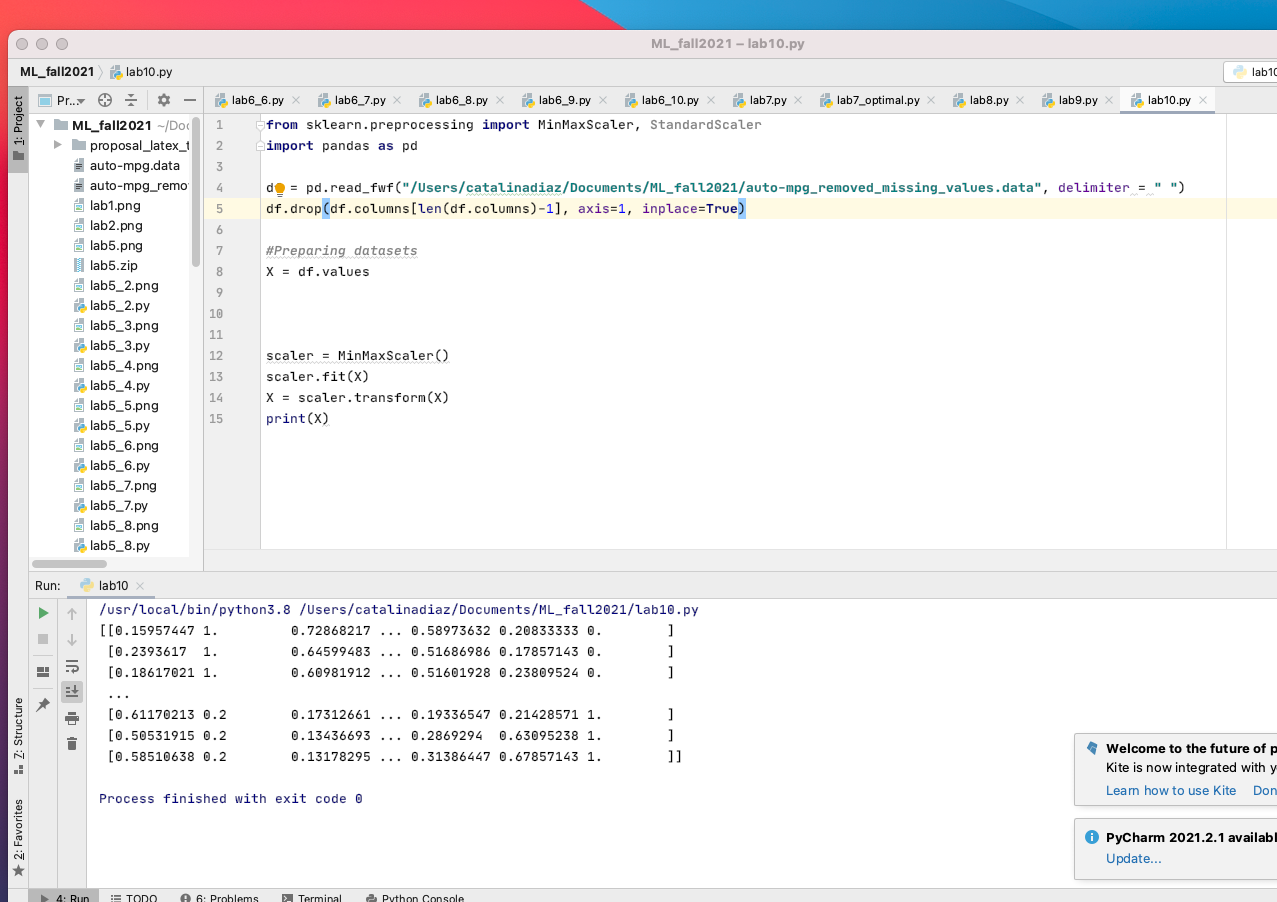 ML_fall2021 – lab10.py
ML_fall2021 lab10.py
lab10
1: Project
Pr...
lab6_6.py lab6_7.py lab6_8.py lab6_9.py lab6_10.py lab7.py lab7_optimal.py lab8.py lab9.py lab10.py
ML_fall2021 ~/Doc
proposal_latex_t
auto-mpg.data
auto-mpg_remo
lab1.png
lab2.png
lab5.png
lab5.zip
lab5_2.png
lab5_2.py
lab5_3.png
lab5_3.py
lab5_4.png
lab5_4.py
lab5_5.png
lab5_5.py
lab5_6.png
lab5_6.py
lab5_7.png
lab5_7.py
lab5_8.png
lab5_8.py
1 from sklearn.preprocessing import MinMaxScaler, StandardScaler
2 import pandas as pd
3
4 d = pd.read_fwf("/Users/catalinadiaz/Documents/ML_fall2021/auto-mpg_removed_missing_values.data", delimiter = " ")
5 df.drop(df.columns[len(df.columns)-1], axis=1, inplace=True)
6
7 #Preparing datasets
8 X = df.values
9
10
11
12 scaler = MinMaxScaler()
13 scaler.fit(X)
14 X = scaler.transform(X)
15 print(X)
Run: lab10
/usr/local/bin/python3.8 /Users/catalinadiaz/Documents/ML_fall2021/lab10.py
[[0.15957447 1. 0.72868217 ... 0.58973632 0.20833333 0. ]
[0.2393617 1. 0.64599483 ... 0.51686986 0.17857143 0. ]
[0.18617021 1. 0.60981912 ... 0.51601928 0.23809524 0. ]
...
[0.61170213 0.2 0.17312661 ... 0.19336547 0.21428571 1. ]
[0.50531915 0.2 0.13436693 ... 0.2869294 0.63095238 1. ]
[0.58510638 0.2 0.13178295 ... 0.31386447 0.67857143 1. ]]
Process finished with exit code 0
7: Structure
2: Favorites
Welcome to the future of p
Kite is now integrated with y
Learn how to use Kite Don
PyCharm 2021.2.1 availabl
Update...
4: Run TODO 6: Problems Terminal Python Console